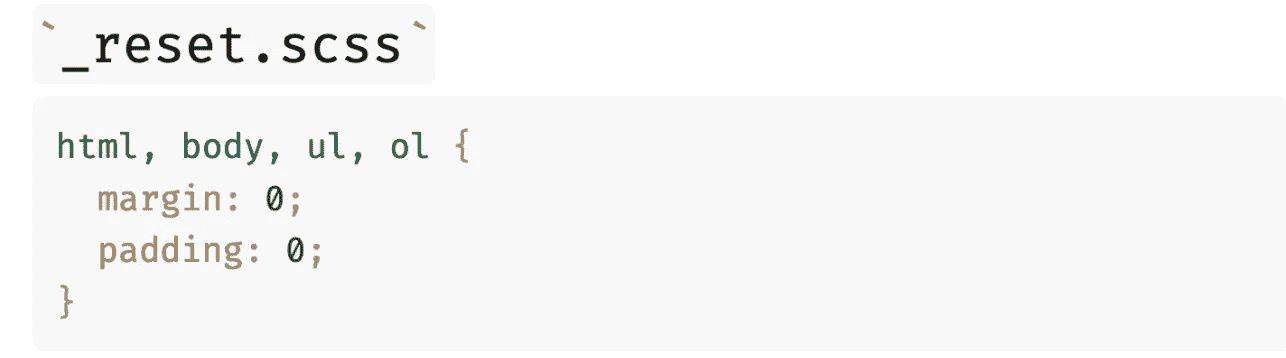 `_reset.scss`
html, body, ul, ol {
  margin: 0;
  padding: 0;
}